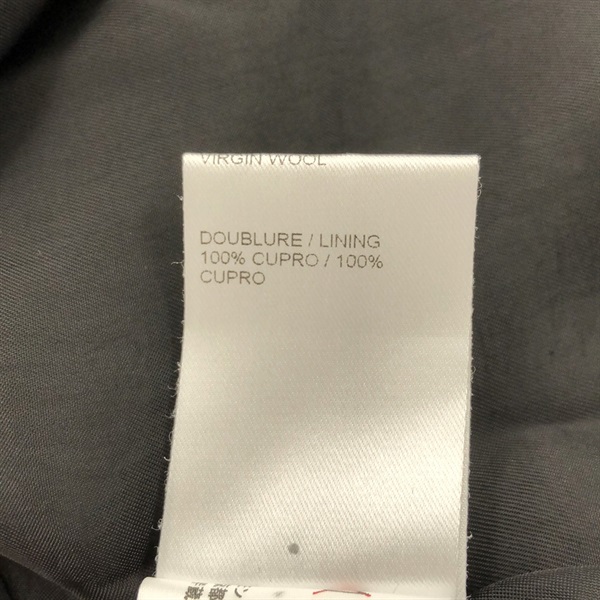 VIRGIN WOOL
DOUBLURE / LINING
100% CUPRO / 100%
CUPRO